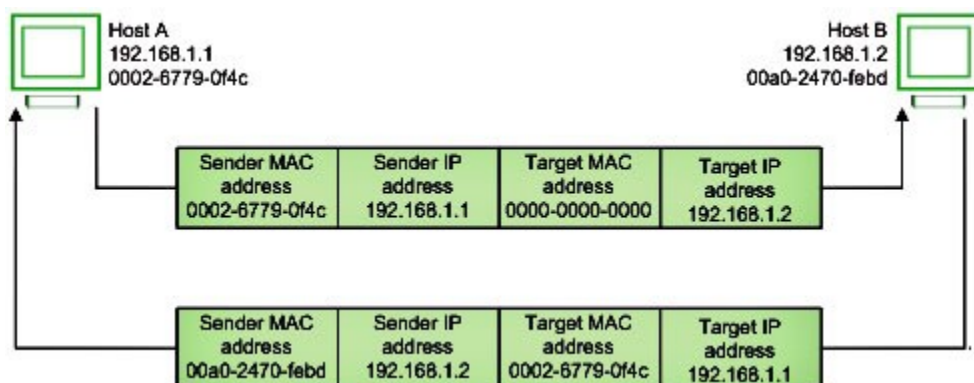 Host A
192.168.1.1
0002-6779-0f4c
Host B
192.168.1.2
00a0-2470-febd
Sender MAC
address
0002-6779-0f4c
Sender IP
address
192.168.1.1
Target MAC
address
0000-0000-0000
Target IP
address
192.168.1.2
Sender MAC
address
00a0-2470-febd
Sender IP
address
192.168.1.2
Target MAC
address
0002-6779-0f4c
Target IP
address
192.168.1.1